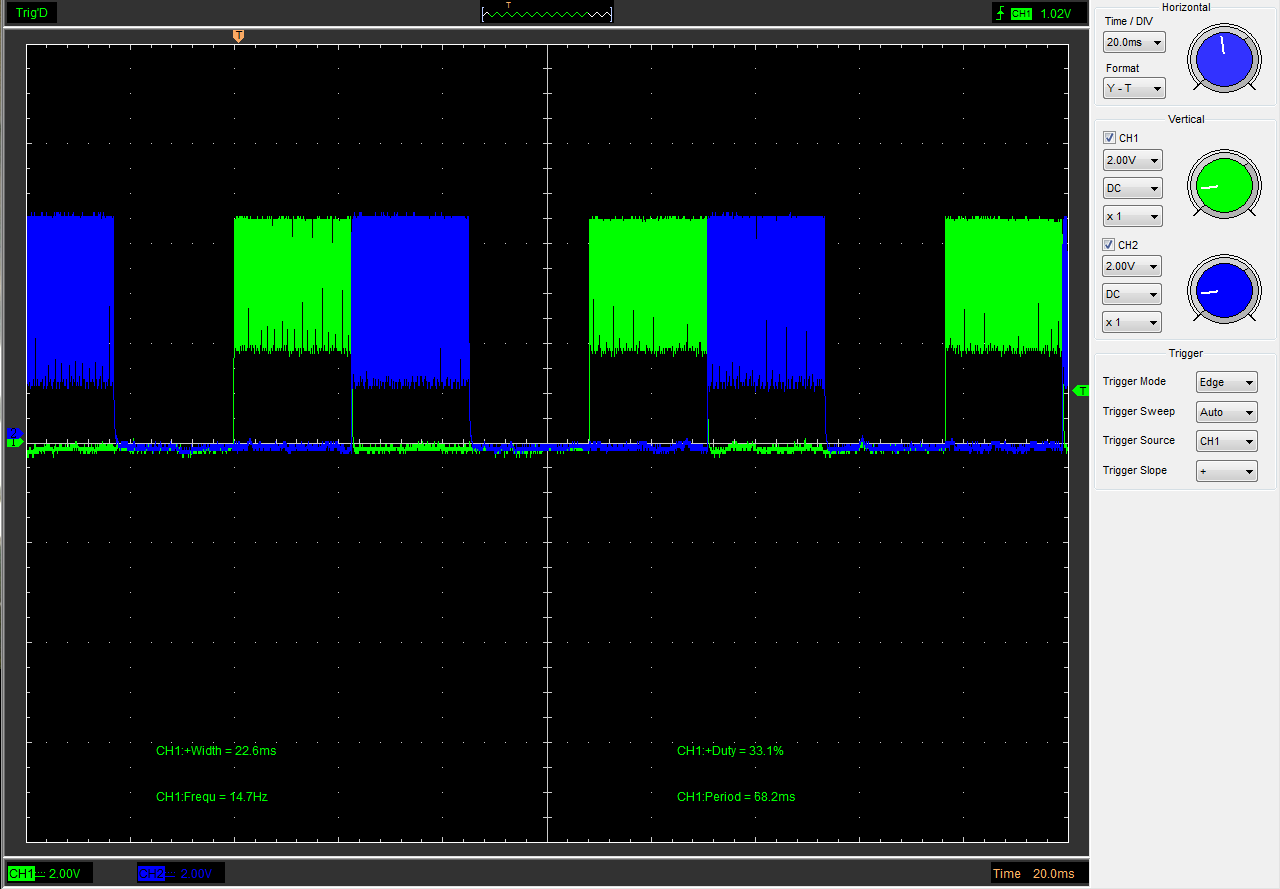 Trig'D
T
CH1 1.02V
T
T
CH1:+Width = 22.6ms
CH1:+Duty = 33.1%
CH1:Frequ = 14.7Hz
CH1:Period = 68.2ms
CH1 2.00V
CH2 2.00V
Time 20.0ms
Horizontal
Time / DIV
20.0ms
Format
Y - T
Vertical
CH1
2.00V
DC
x 1
CH2
2.00V
DC
x 1
Trigger
Trigger Mode Edge
Trigger Sweep Auto
Trigger Source CH1
Trigger Slope +